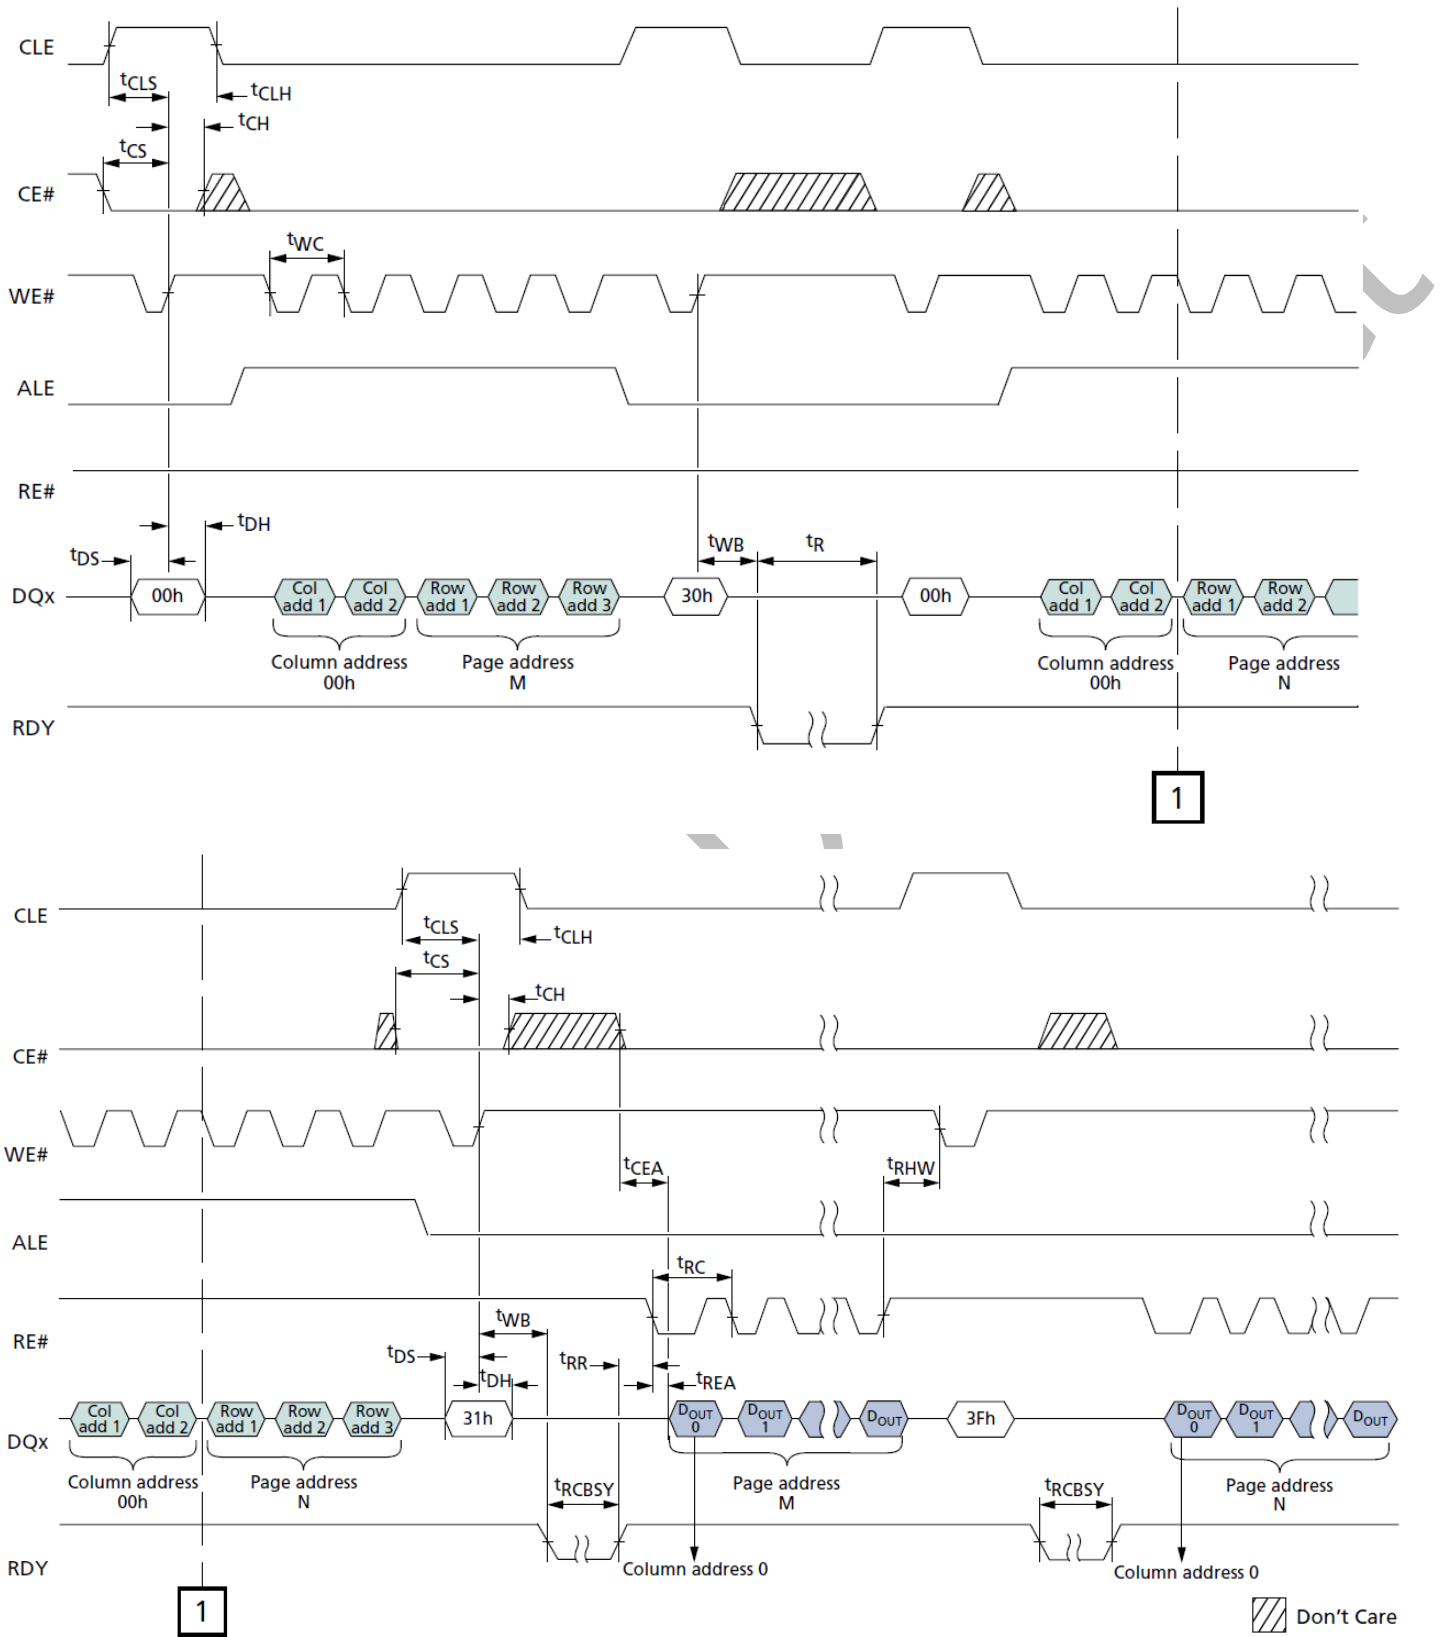 CLE
tCLS
tCLH
tCH
tCS
CE#
tWC
WE#
ALE
RE#
tDH
tDS
tWB
tR
DQx
00h
Col add 1
Col add 2
Row add 1
Row add 2
Row add 3
30h
00h
Col add 1
Col add 2
Row add 1
Row add 2
Column address
00h
Page address
M
Column address
00h
Page address
N
RDY
1
CLE
tCLS
tCLH
tCS
tCH
CE#
WE#
tCEA
tRHW
ALE
tRC
RE#
tWB
tDS
tRR
tDH
tREA
DQx
Col add 1
Col add 2
Row add 1
Row add 2
Row add 3
31h
DOUT 0
DOUT 1
DOUT
3Fh
DOUT 0
DOUT 1
DOUT
Column address
00h
Page address
N
Page address
M
Page address
N
tRCBSY
tRCBSY
RDY
Column address 0
Column address 0
1
Don't Care